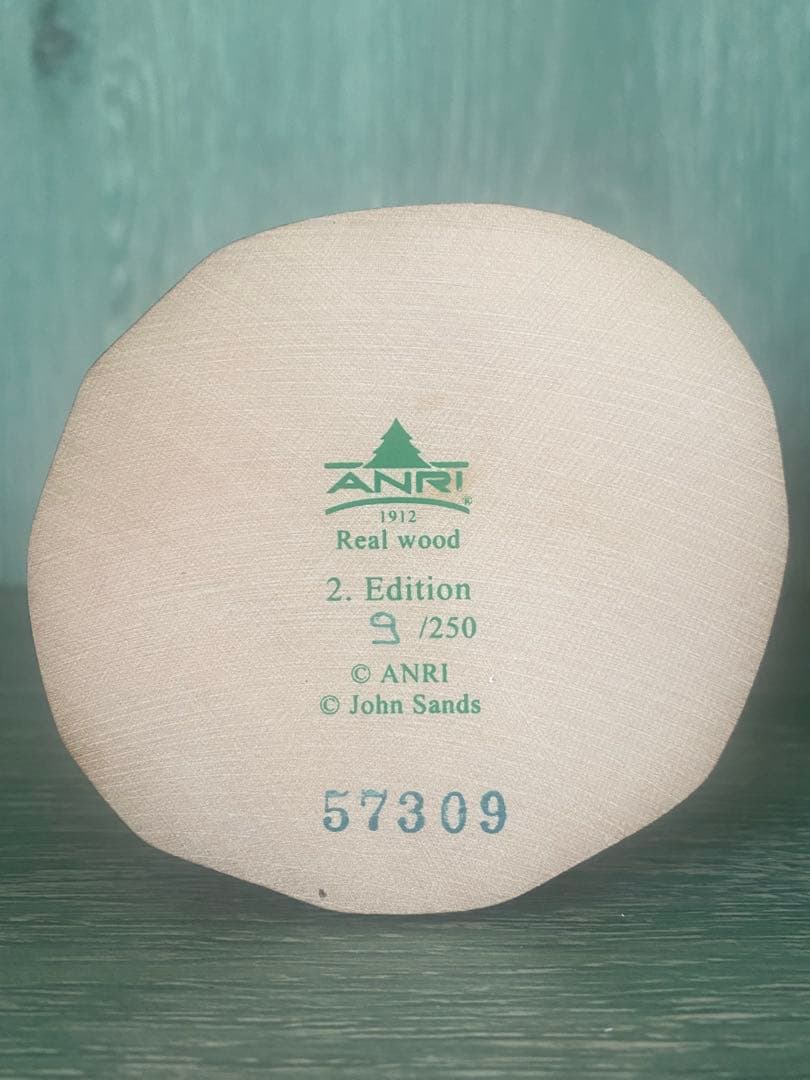 ANRI®
1912
Real wood
2. Edition
9 /250
© ANRI
© John Sands
57309